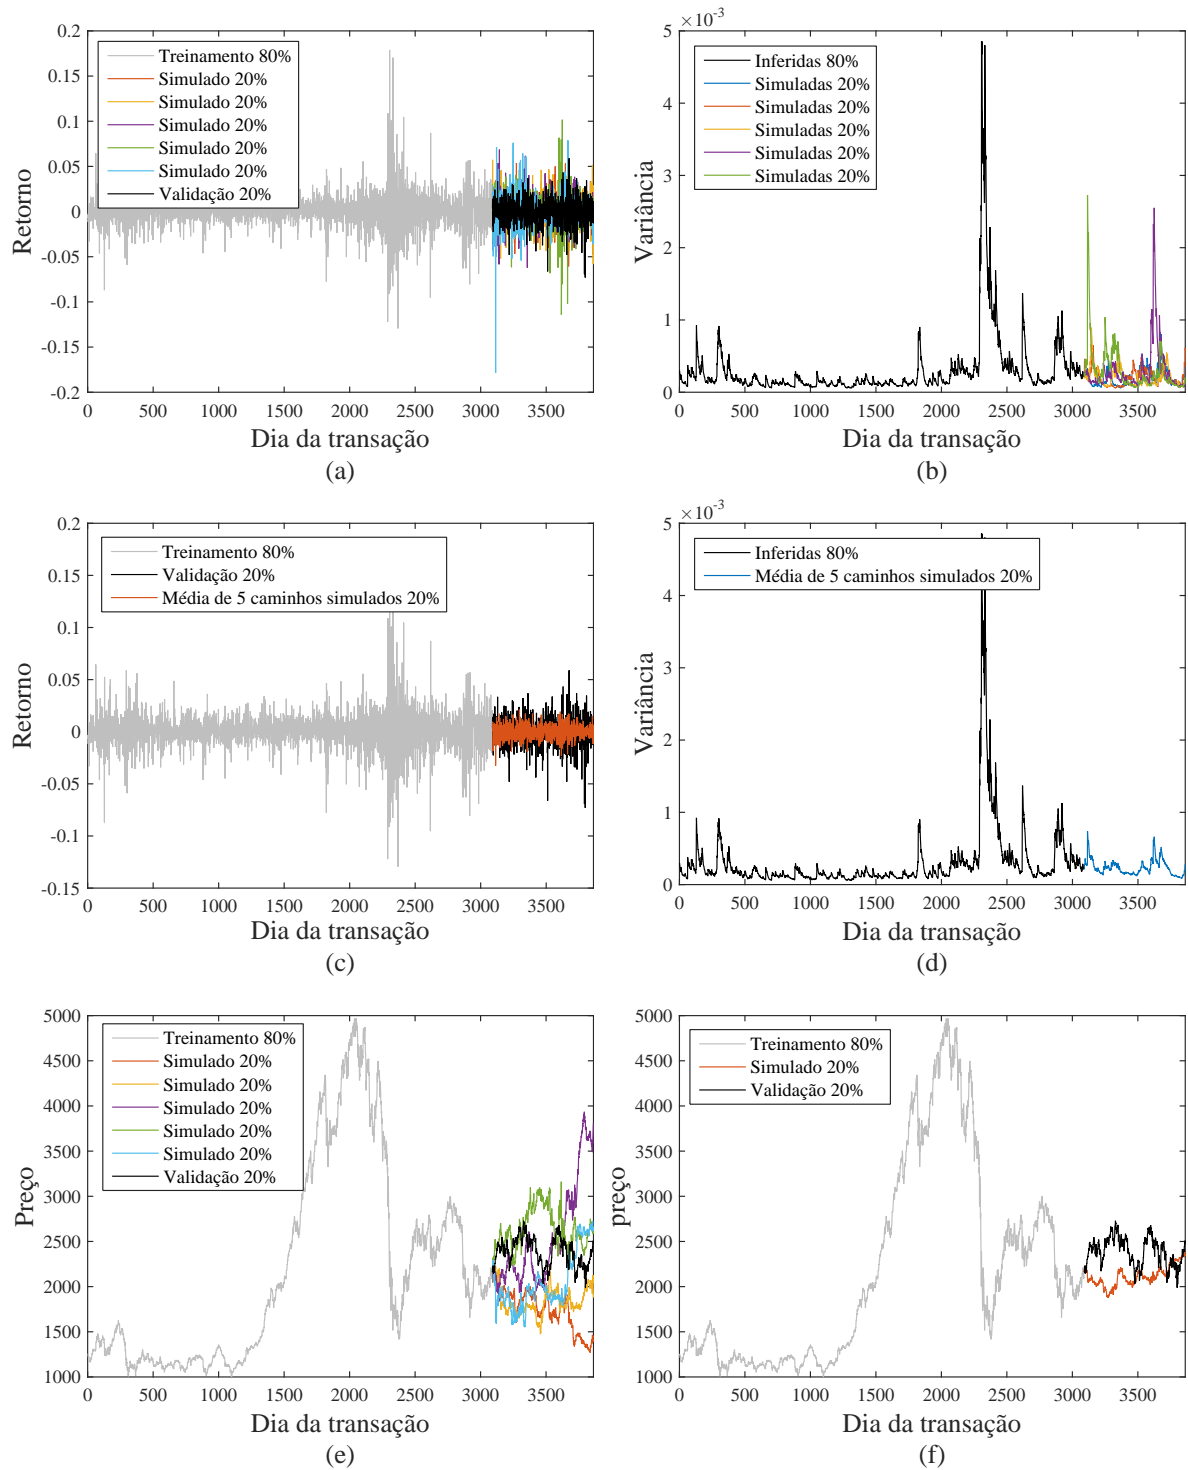 0.2
0.15
0.1
0.05
0
-0.05
-0.1
-0.15
-0.2
Retorno
Treinamento 80%
Simulado 20%
Simulado 20%
Simulado 20%
Simulado 20%
Simulado 20%
Validação 20%
0 500 1000 1500 2000 2500 3000 3500
Dia da transação
(a)
×10⁻³
5
4
3
2
1
0
Variância
Inferidas 80%
Simuladas 20%
Simuladas 20%
Simuladas 20%
Simuladas 20%
Simuladas 20%
0 500 1000 1500 2000 2500 3000 3500
Dia da transação
(b)
0.2
0.15
0.1
0.05
0
-0.05
-0.1
-0.15
Retorno
Treinamento 80%
Validação 20%
Média de 5 caminhos simulados 20%
0 500 1000 1500 2000 2500 3000 3500
Dia da transação
(c)
×10⁻³
5
4
3
2
1
0
Variância
Inferidas 80%
Média de 5 caminhos simulados 20%
0 500 1000 1500 2000 2500 3000 3500
Dia da transação
(d)
5000
4500
4000
3500
3000
2500
2000
1500
1000
Preço
Treinamento 80%
Simulado 20%
Simulado 20%
Simulado 20%
Simulado 20%
Simulado 20%
Validação 20%
0 500 1000 1500 2000 2500 3000 3500
Dia da transação
(e)
5000
4500
4000
3500
3000
2500
2000
1500
1000
preço
Treinamento 80%
Simulado 20%
Validação 20%
0 500 1000 1500 2000 2500 3000 3500
Dia da transação
(f)